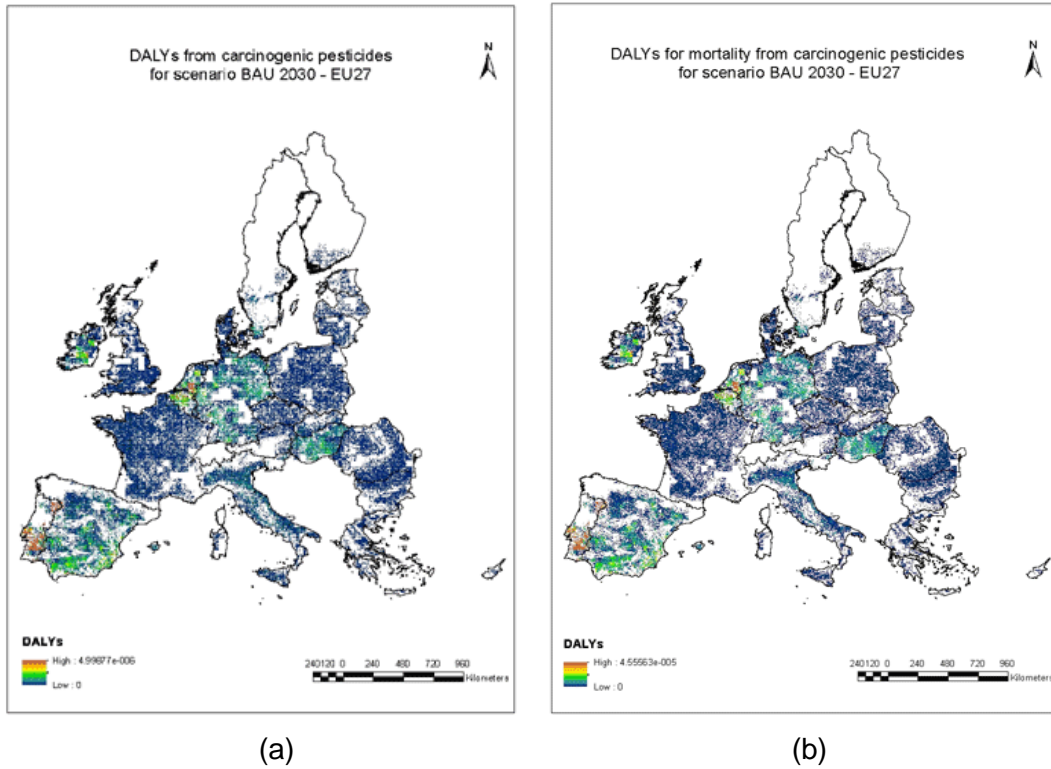 DALYs from carcinogenic pesticides
for scenario BAU 2030 - EU27
N
DALYs
High : 4.99677e-006
Low : 0
240120 0 240 480 720 960
Kilometers
(a)
DALYs for mortality from carcinogenic pesticides
for scenario BAU 2030 - EU27
N
DALYs
High : 4.55563e-005
Low : 0
240120 0 240 480 720 960
Kilometers
(b)